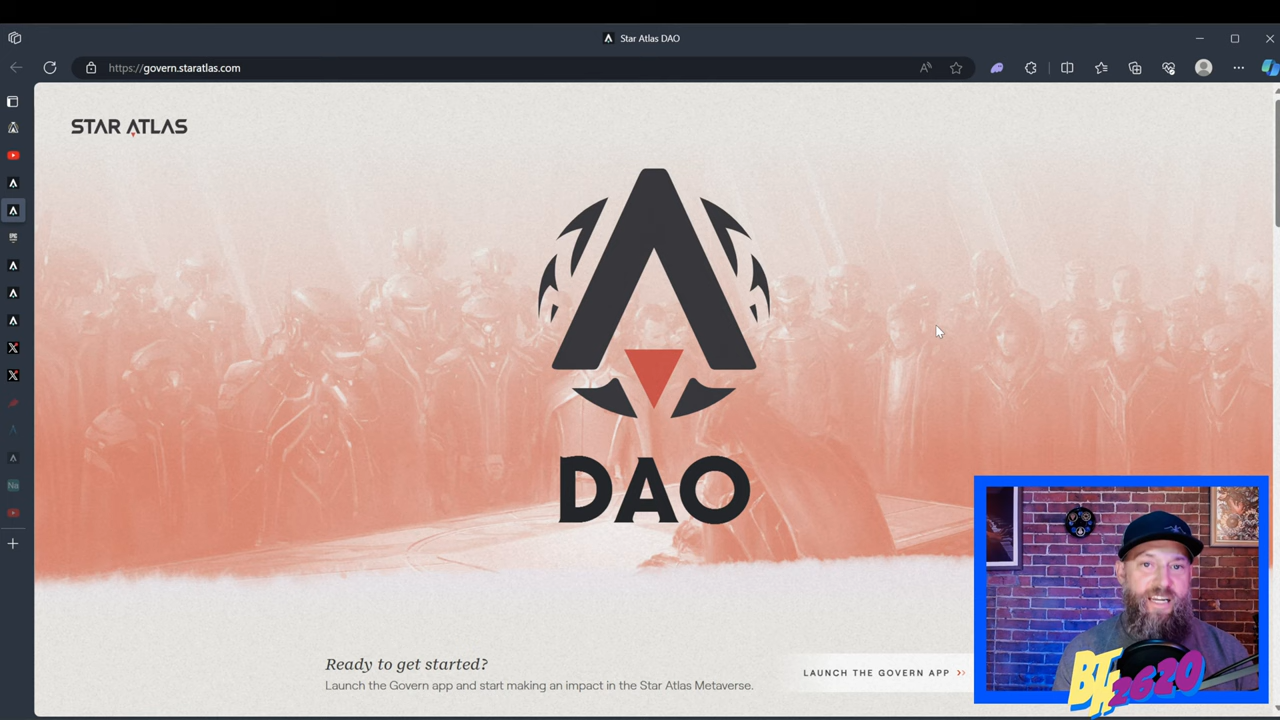 Star Atlas DAO
https://govern.staratlas.com
STAR ATLAS
DAO
Ready to get started?
Launch the Govern app and start making an impact in the Star Atlas Metaverse.
LAUNCH THE GOVERN APP >>
Na